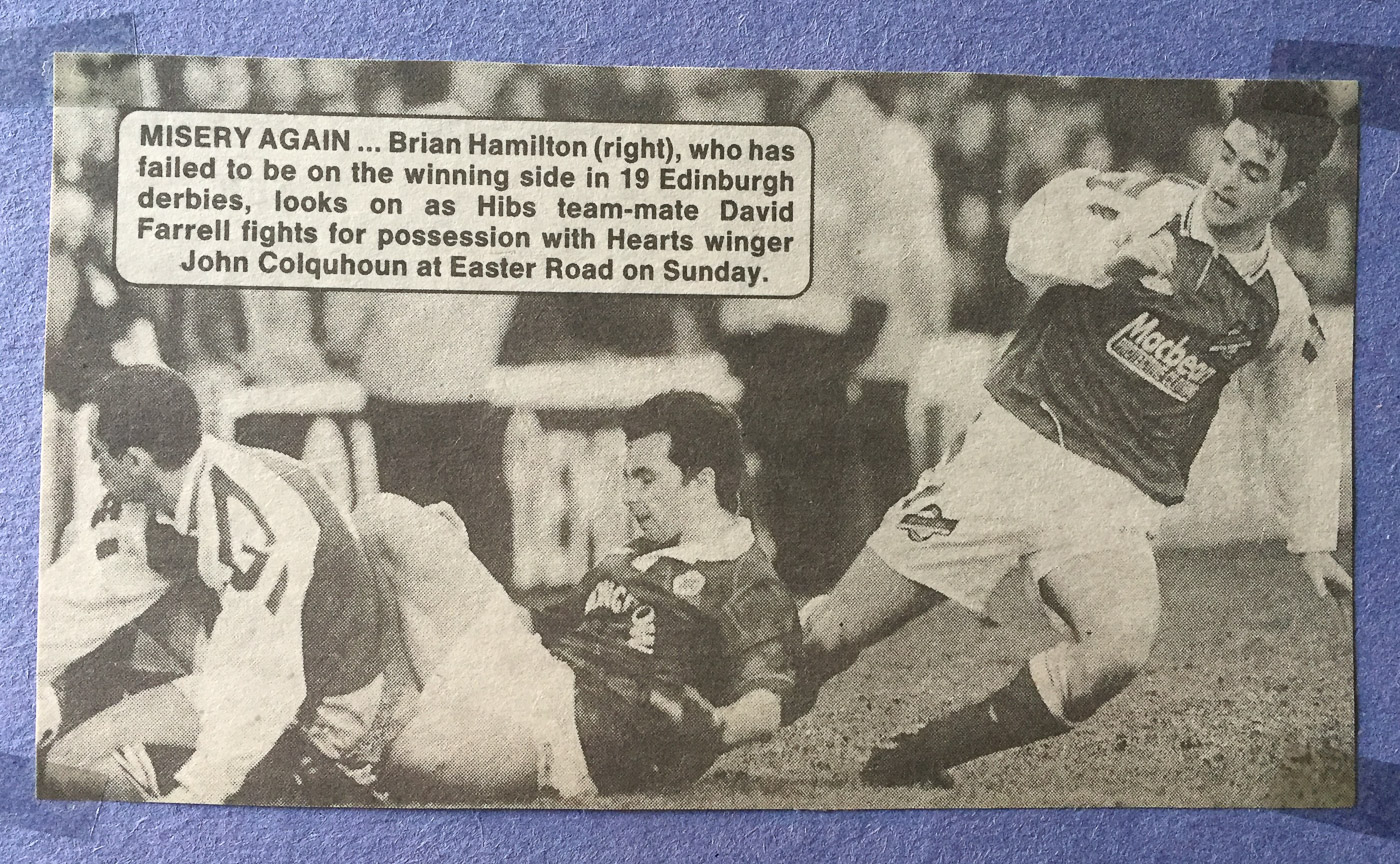 MISERY AGAIN ... Brian Hamilton (right), who has
failed to be on the winning side in 19 Edinburgh
derbies, looks on as Hibs team-mate David
Farrell fights for possession with Hearts winger
John Colquhoun at Easter Road on Sunday.
Macbean